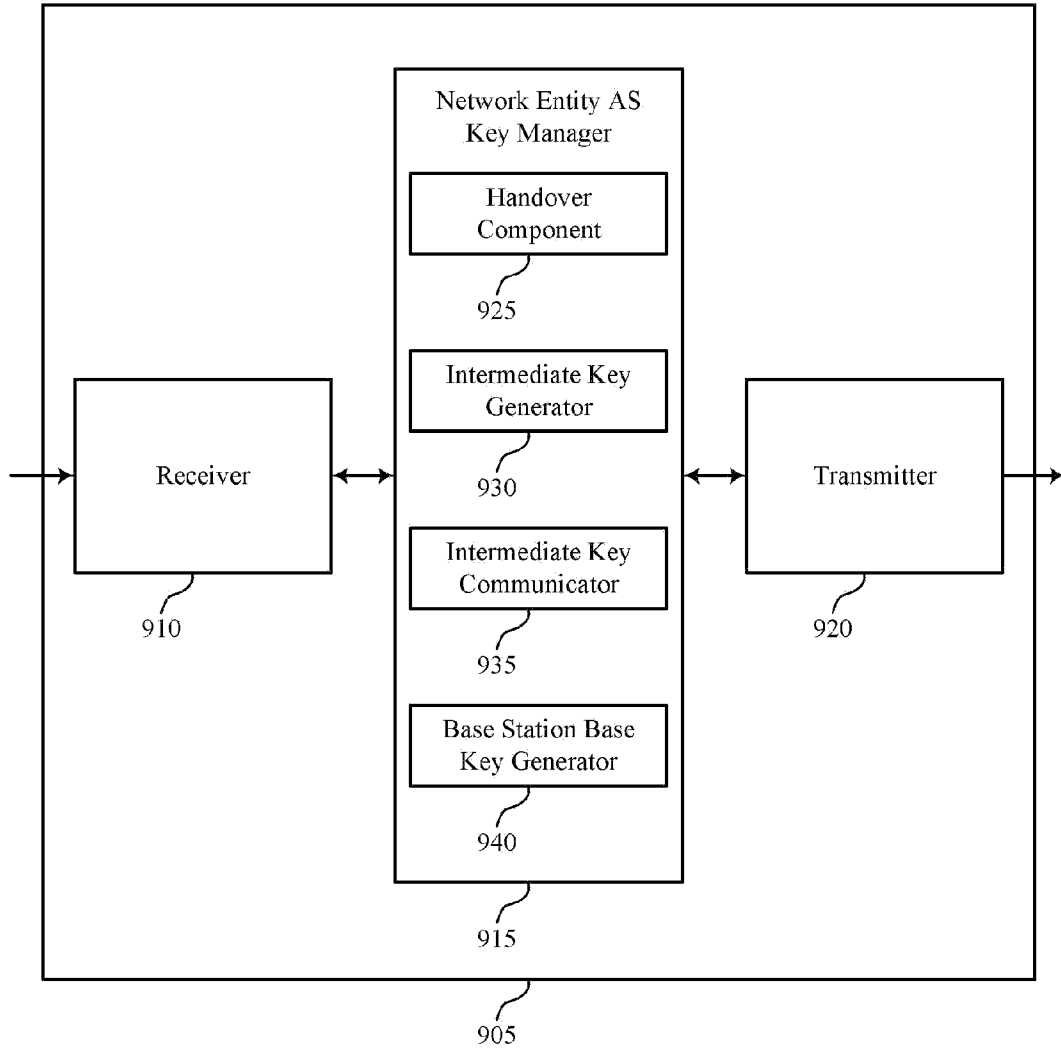 Network Entity AS
Key Manager
Handover
Component
925
Intermediate Key
Generator
930
Receiver
910
Transmitter
920
Intermediate Key
Communicator
935
Base Station Base
Key Generator
940
915
905